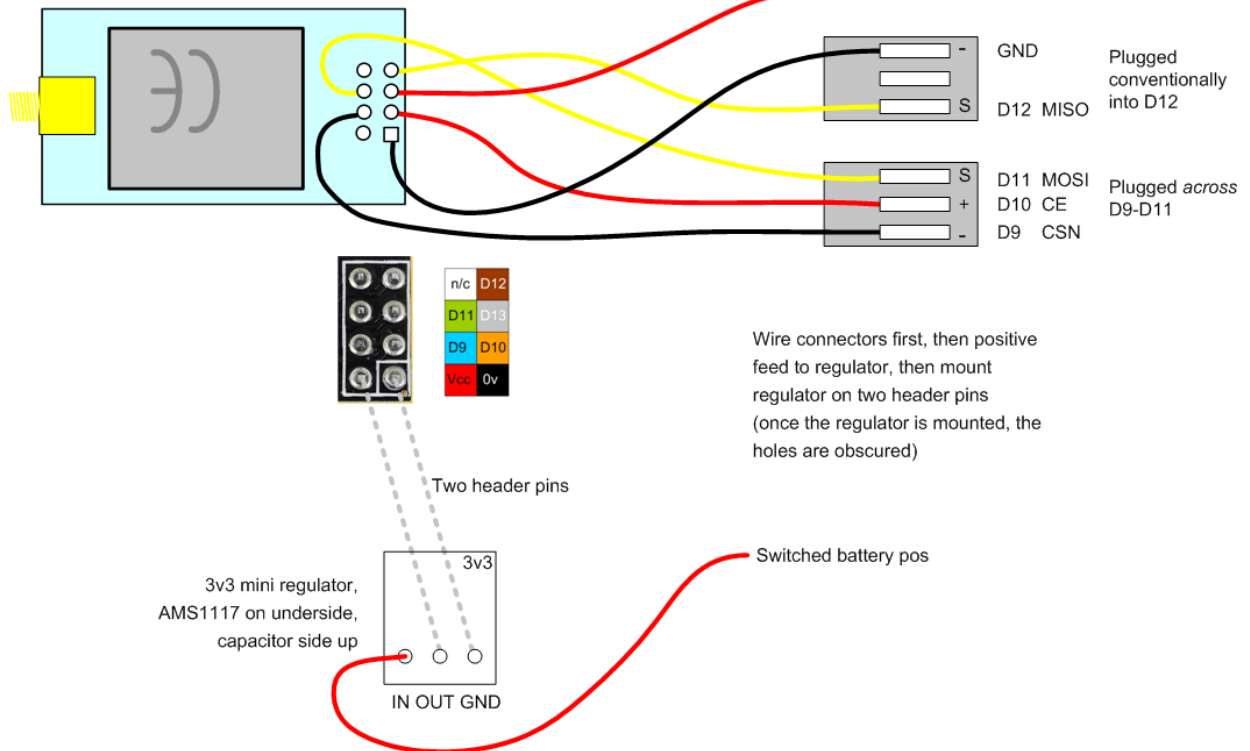 - GND
S D12 MISO
Plugged
conventionally
into D12
S D11 MOSI
+ D10 CE
- D9 CSN
Plugged across
D9-D11
n/c D12
D11 D13
D9 D10
Vcc 0v
Wire connectors first, then positive
feed to regulator, then mount
regulator on two header pins
(once the regulator is mounted, the
holes are obscured)
Two header pins
3v3
3v3 mini regulator,
AMS1117 on underside,
capacitor side up
IN OUT GND
Switched battery pos